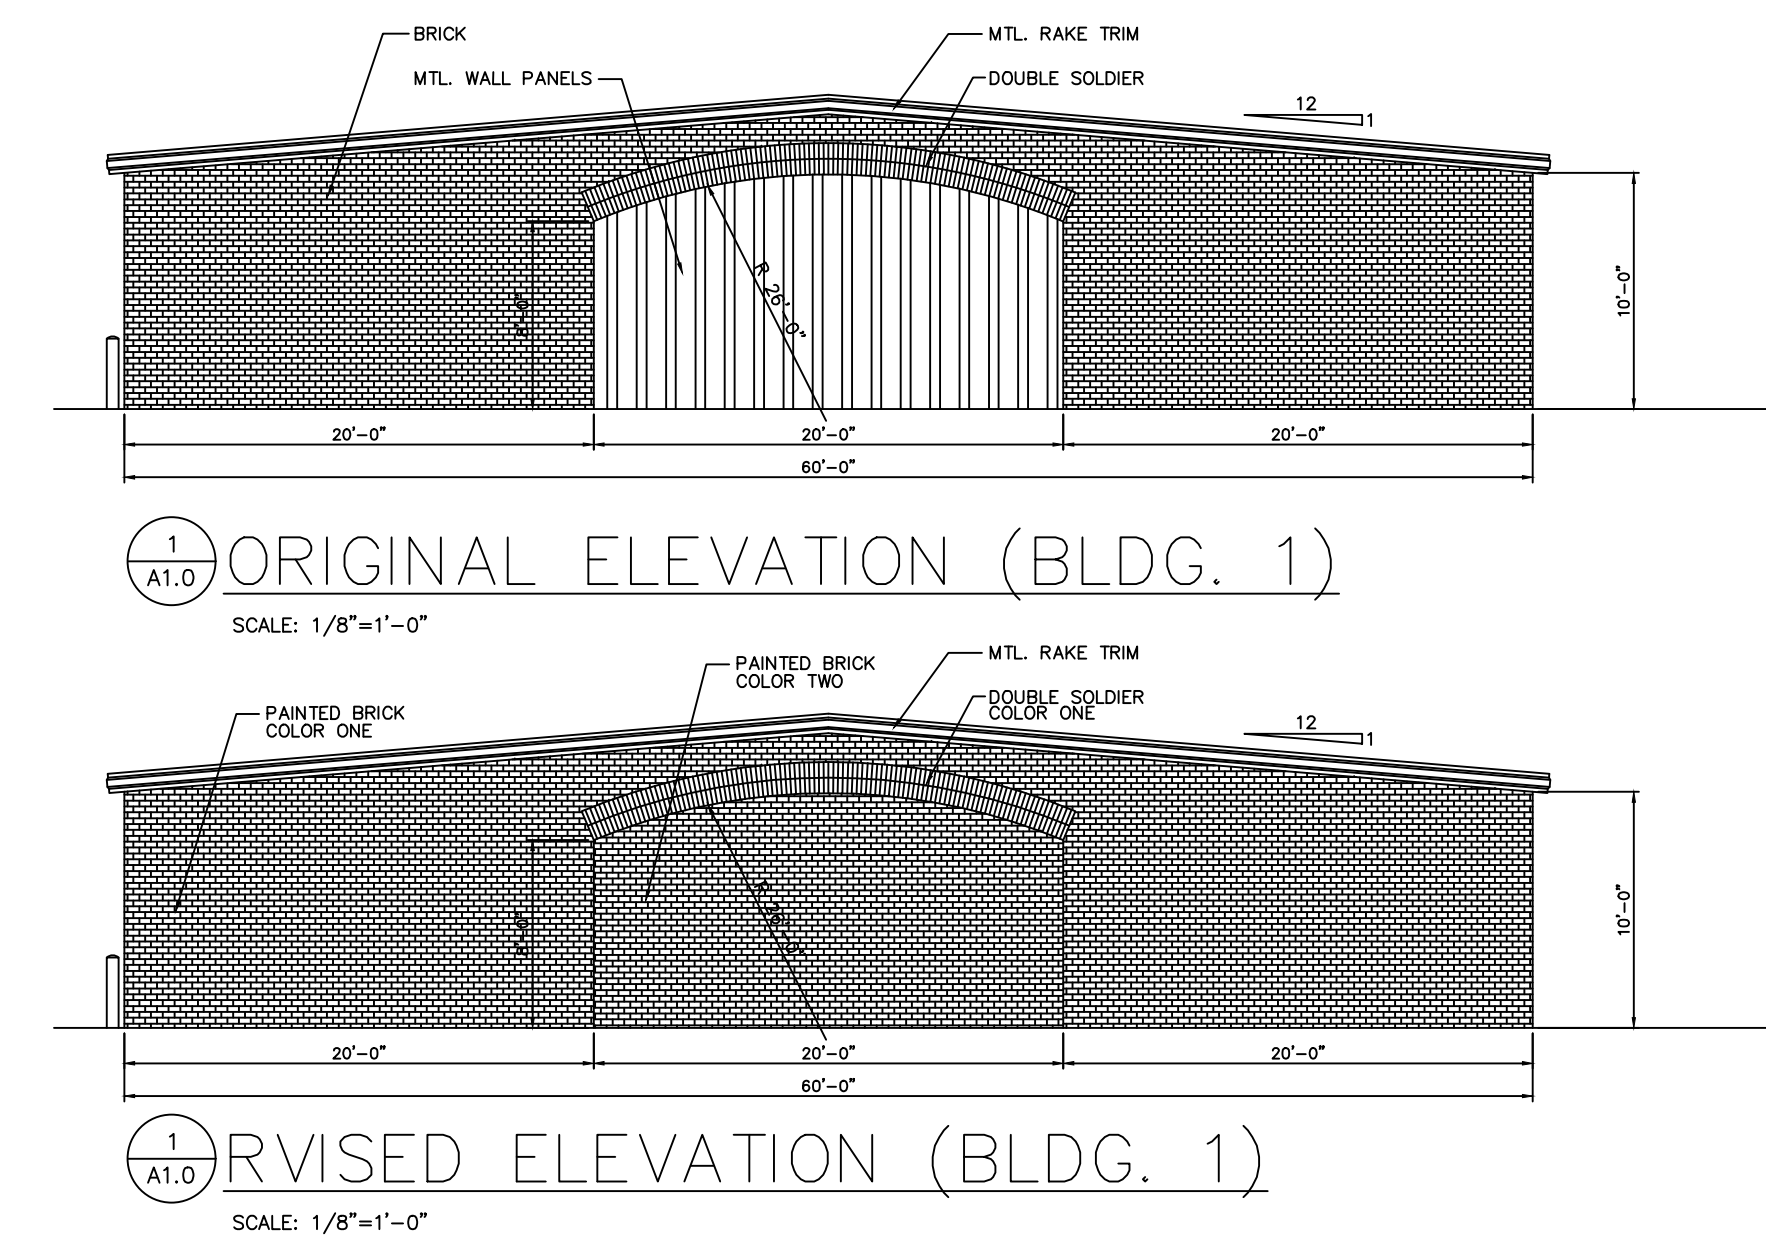 BRICK
MTL. RAKE TRIM
MTL. WALL PANELS
DOUBLE SOLDIER
12
1
R 26'-0"
8'-0"
10'-0"
20'-0"
20'-0"
20'-0"
60'-0"
1
A1.0
ORIGINAL ELEVATION (BLDG. 1)
SCALE: 1/8"=1'-0"
MTL. RAKE TRIM
PAINTED BRICK
COLOR TWO
DOUBLE SOLDIER
COLOR ONE
PAINTED BRICK
COLOR ONE
12
1
R 26'-0"
8'-0"
10'-0"
20'-0"
20'-0"
20'-0"
60'-0"
1
A1.0
RVISED ELEVATION (BLDG. 1)
SCALE: 1/8"=1'-0"